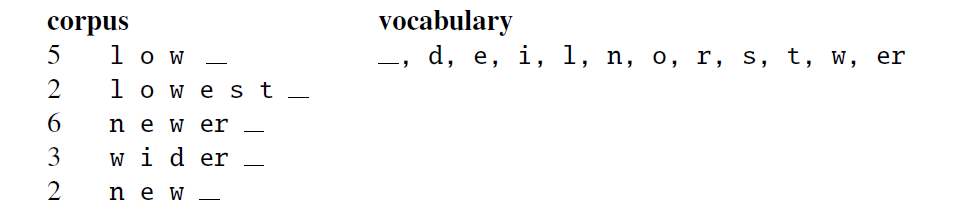 corpus vocabulary
5 l o w _ _, d, e, i, l, n, o, r, s, t, w, er
2 l o w e s t _
6 n e w er _
3 w i d er _
2 n e w _